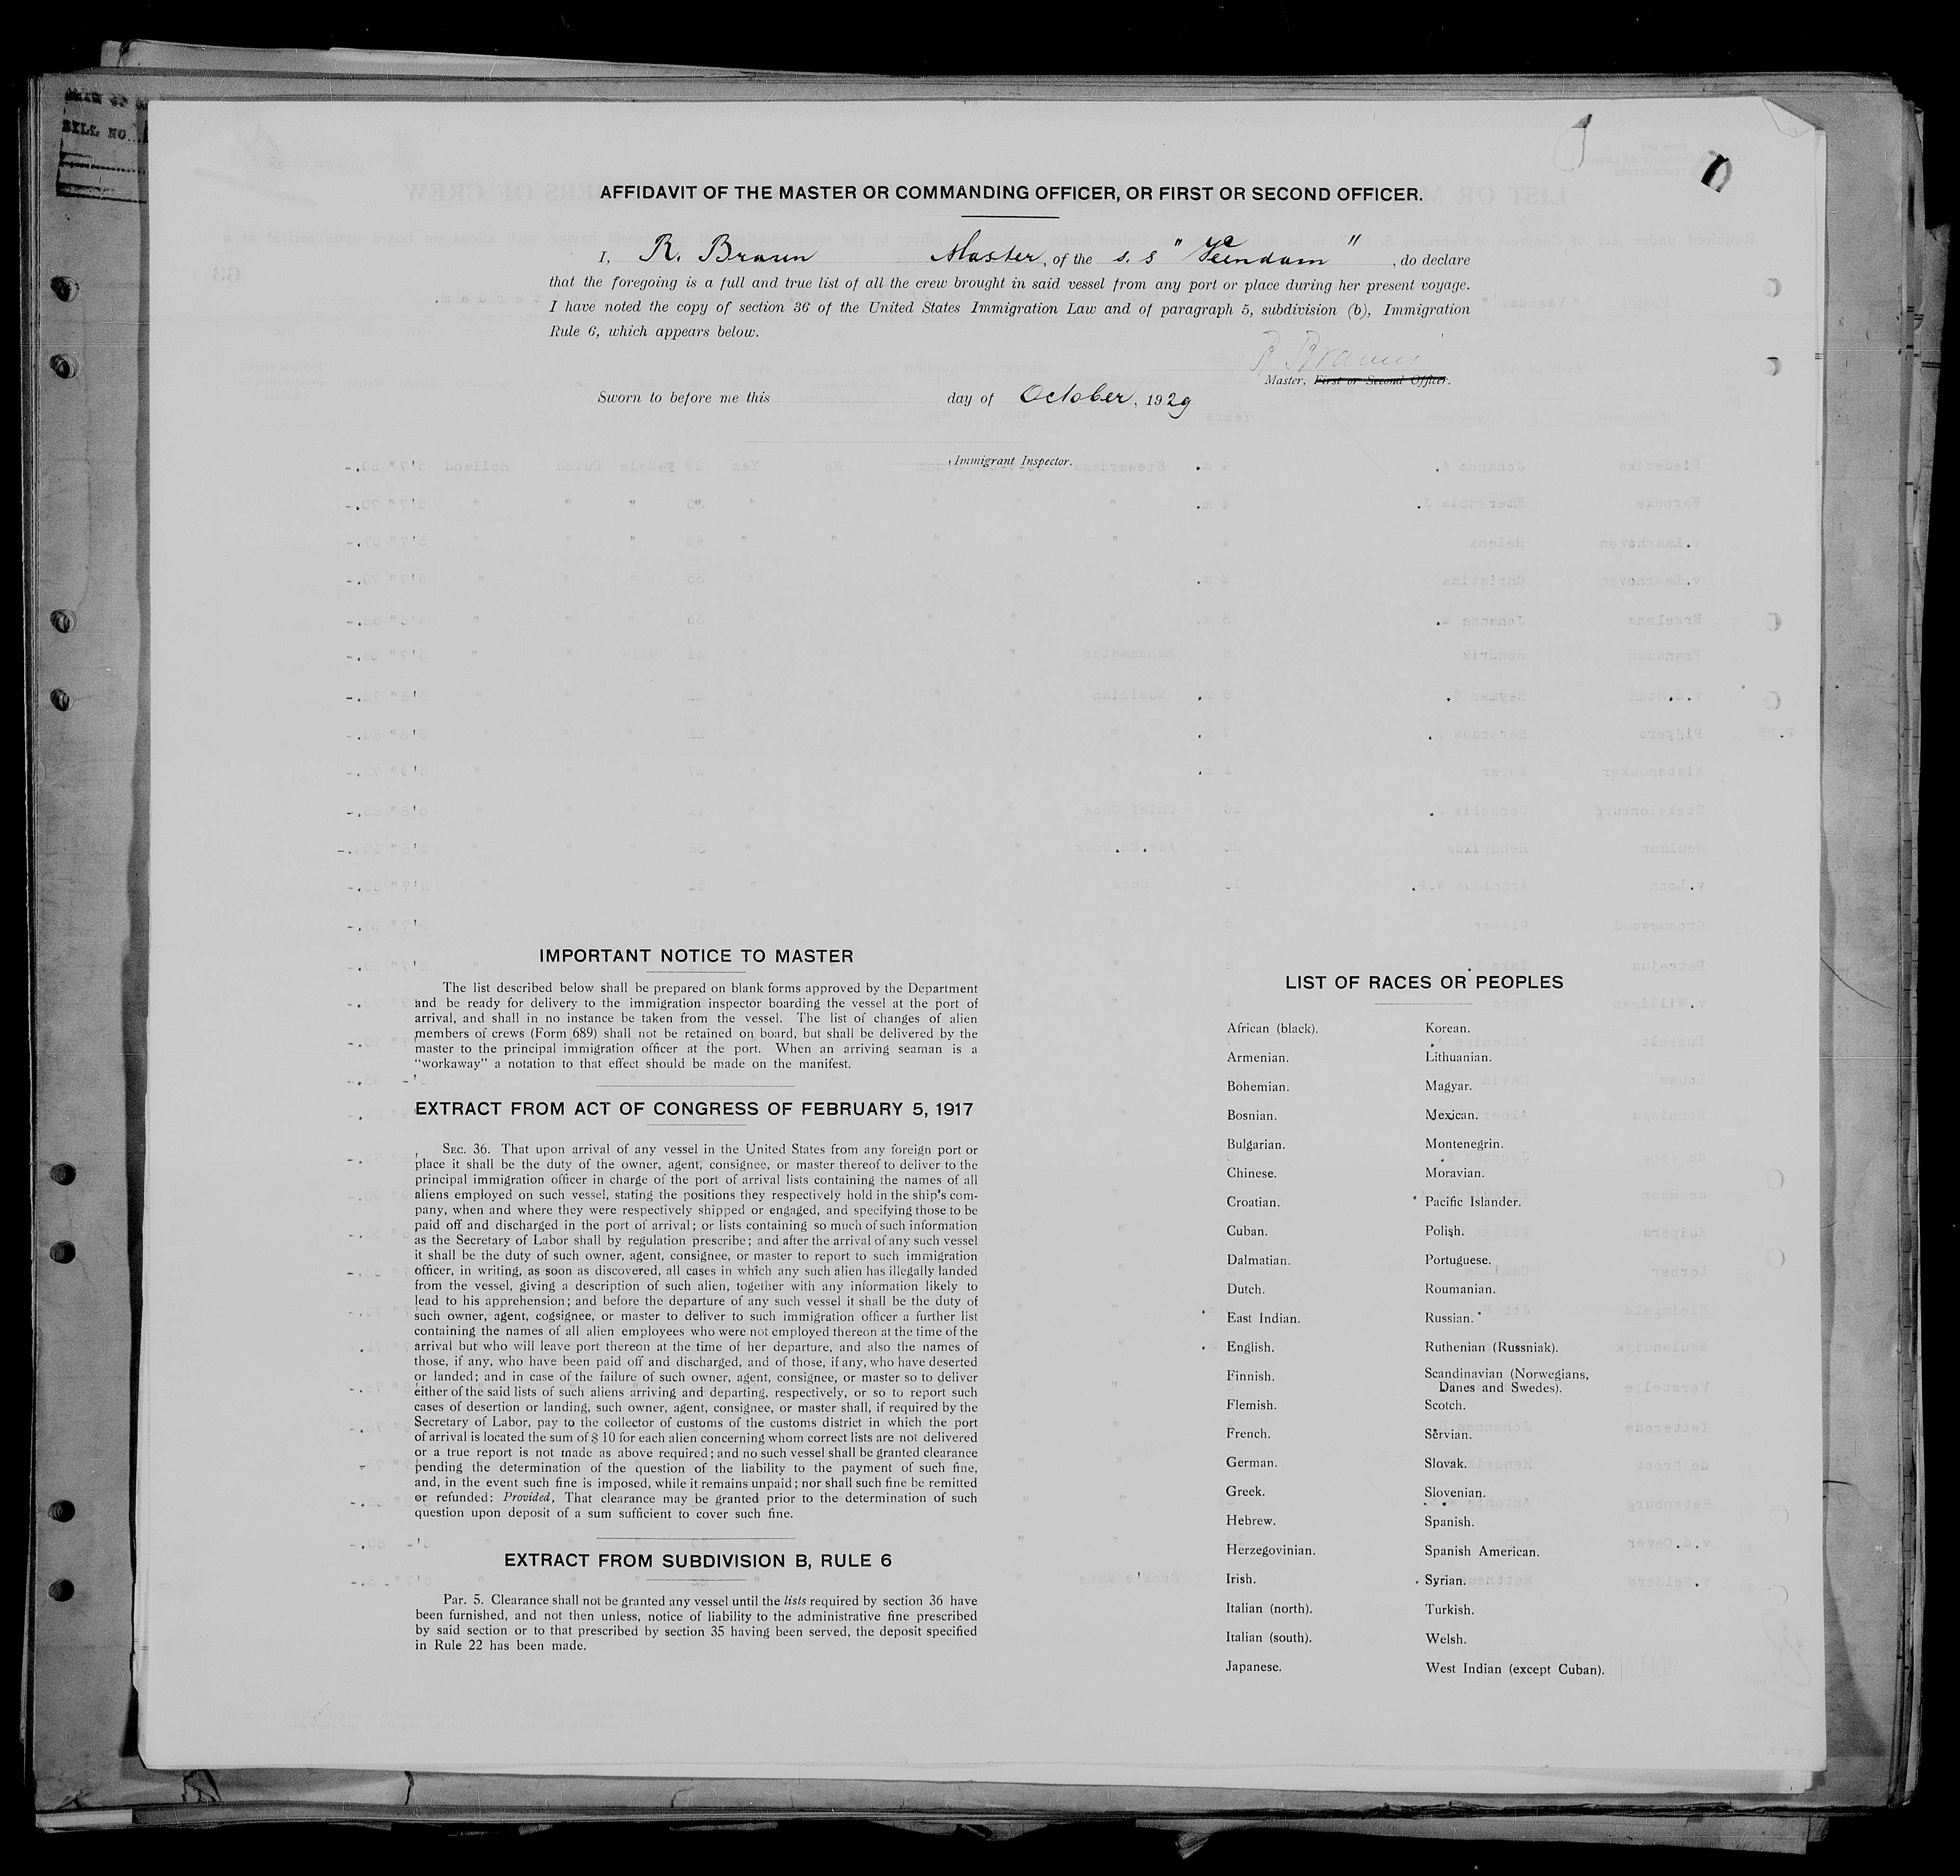 BILL NO.
AFFIDAVIT OF THE MASTER OR COMMANDING OFFICER, OR FIRST OR SECOND OFFICER.
I, R. Braun Master, of the S. S "Veendam", do declare
that the foregoing is a full and true list of all the crew brought in said vessel from any port or place during her present voyage.
I have noted the copy of section 36 of the United States Immigration Law and of paragraph 5, subdivision (b), Immigration
Rule 6, which appears below.
R Braun
Master, First or Second Officer.
Sworn to before me this day of October, 1929
Immigrant Inspector.
IMPORTANT NOTICE TO MASTER
The list described below shall be prepared on blank forms approved by the Department
and be ready for delivery to the immigration inspector boarding the vessel at the port of
arrival, and shall in no instance be taken from the vessel. The list of changes of alien
members of crews (Form 689) shall not be retained on board, but shall be delivered by the
master to the principal immigration officer at the port. When an arriving seaman is a
"workaway" a notation to that effect should be made on the manifest.
EXTRACT FROM ACT OF CONGRESS OF FEBRUARY 5, 1917
SEC. 36. That upon arrival of any vessel in the United States from any foreign port or
place it shall be the duty of the owner, agent, consignee, or master thereof to deliver to the
principal immigration officer in charge of the port of arrival lists containing the names of all
aliens employed on such vessel, stating the positions they respectively hold in the ship's com-
pany, when and where they were respectively shipped or engaged, and specifying those to be
paid off and discharged in the port of arrival; or lists containing so much of such information
as the Secretary of Labor shall by regulation prescribe; and after the arrival of any such vessel
it shall be the duty of such owner, agent, consignee, or master to report to such immigration
officer, in writing, as soon as discovered, all cases in which any such alien has illegally landed
from the vessel, giving a description of such alien, together with any information likely to
lead to his apprehension; and before the departure of any such vessel it shall be the duty of
such owner, agent, cogsignee, or master to deliver to such immigration officer a further list
containing the names of all alien employees who were not employed thereon at the time of the
arrival but who will leave port thereon at the time of her departure, and also the names of
those, if any, who have been paid off and discharged, and of those, if any, who have deserted
or landed; and in case of the failure of such owner, agent, consignee, or master so to deliver
either of the said lists of such aliens arriving and departing, respectively, or so to report such
cases of desertion or landing, such owner, agent, consignee, or master shall, if required by the
Secretary of Labor, pay to the collector of customs of the customs district in which the port
of arrival is located the sum of $ 10 for each alien concerning whom correct lists are not delivered
or a true report is not made as above required; and no such vessel shall be granted clearance
pending the determination of the question of the liability to the payment of such fine,
and, in the event such fine is imposed, while it remains unpaid; nor shall such fine be remitted
or refunded: Provided, That clearance may be granted prior to the determination of such
question upon deposit of a sum sufficient to cover such fine.
EXTRACT FROM SUBDIVISION B, RULE 6
Par. 5. Clearance shall not be granted any vessel until the lists required by section 36 have
been furnished, and not then unless, notice of liability to the administrative fine prescribed
by said section or to that prescribed by section 35 having been served, the deposit specified
in Rule 22 has been made.
LIST OF RACES OR PEOPLES
African (black).
Armenian.
Bohemian.
Bosnian.
Bulgarian.
Chinese.
Croatian.
Cuban.
Dalmatian.
Dutch.
East Indian.
English.
Finnish.
Flemish.
French.
German.
Greek.
Hebrew.
Herzegovinian.
Irish.
Italian (north).
Italian (south).
Japanese.
Korean.
Lithuanian.
Magyar.
Mexican.
Montenegrin.
Moravian.
Pacific Islander.
Polish.
Portuguese.
Roumanian.
Russian.
Ruthenian (Russniak).
Scandinavian (Norwegians,
Danes and Swedes).
Scotch.
Servian.
Slovak.
Slovenian.
Spanish.
Spanish American.
Syrian.
Turkish.
Welsh.
West Indian (except Cuban).